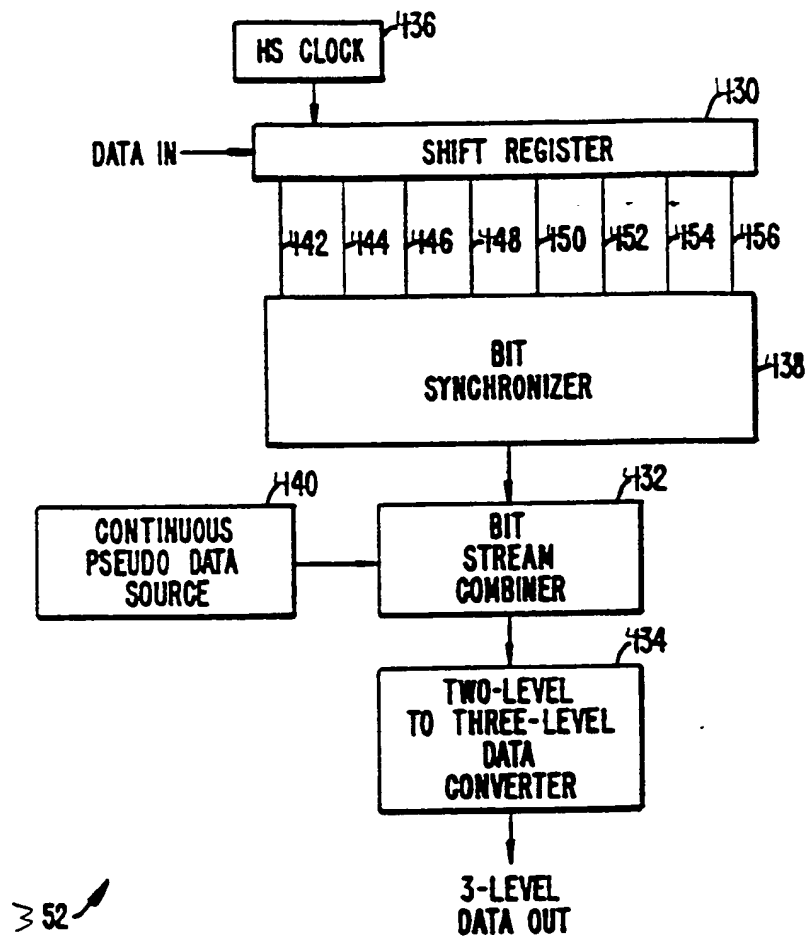 HS CLOCK
436
430
DATA IN
SHIFT REGISTER
442 444 446 448 450 452 454 456
BIT
SYNCHRONIZER
438
440
432
CONTINUOUS
PSEUDO DATA
SOURCE
BIT
STREAM
COMBINER
434
TWO-LEVEL
TO THREE-LEVEL
DATA
CONVERTER
3-LEVEL
DATA OUT
352